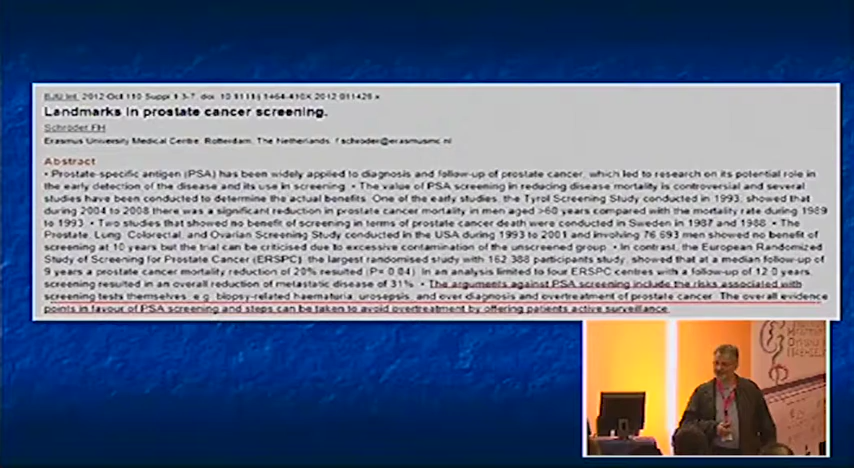 BJU Int. 2012 Oct 110 Suppl 1:3-7. doi: 10.1111/j.1464-410X.2012.011428.x
Landmarks in prostate cancer screening.
Schröder FH
Erasmus University Medical Centre, Rotterdam, The Netherlands. f.schroder@erasmusmc.nl
Abstract
• Prostate-specific antigen (PSA) has been widely applied to diagnosis and follow-up of prostate cancer, which led to research on its potential role in
the early detection of the disease and its use in screening. • The value of PSA screening in reducing disease mortality is controversial and several
studies have been conducted to determine the actual benefits. One of the early studies, the Tyrol Screening Study conducted in 1993, showed that
during 2004 to 2008 there was a significant reduction in prostate cancer mortality in men aged >60 years compared with the mortality rate during 1989
to 1993. • Two studies that showed no benefit of screening in terms of prostate cancer death were conducted in Sweden in 1987 and 1988. • The
Prostate, Lung, Colorectal, and Ovarian Screening Study conducted in the USA during 1993 to 2001 and involving 76 693 men showed no benefit of
screening at 10 years but the trial can be criticised due to excessive contamination of the unscreened group. • In contrast, the European Randomized
Study of Screening for Prostate Cancer (ERSPC), the largest randomised study with 162 388 participants study, showed that at a median follow-up of
9 years a prostate cancer mortality reduction of 20% resulted (P= 0.04). In an analysis limited to four ERSPC centres with a follow-up of 12.0 years,
screening resulted in an overall reduction of metastatic disease of 31%. • The arguments against PSA screening include the risks associated with
screening tests themselves, e.g. biopsy-related haematuria, urosepsis, and over diagnosis and overtreatment of prostate cancer. The overall evidence
points in favour of PSA screening and steps can be taken to avoid overtreatment by offering patients active surveillance.